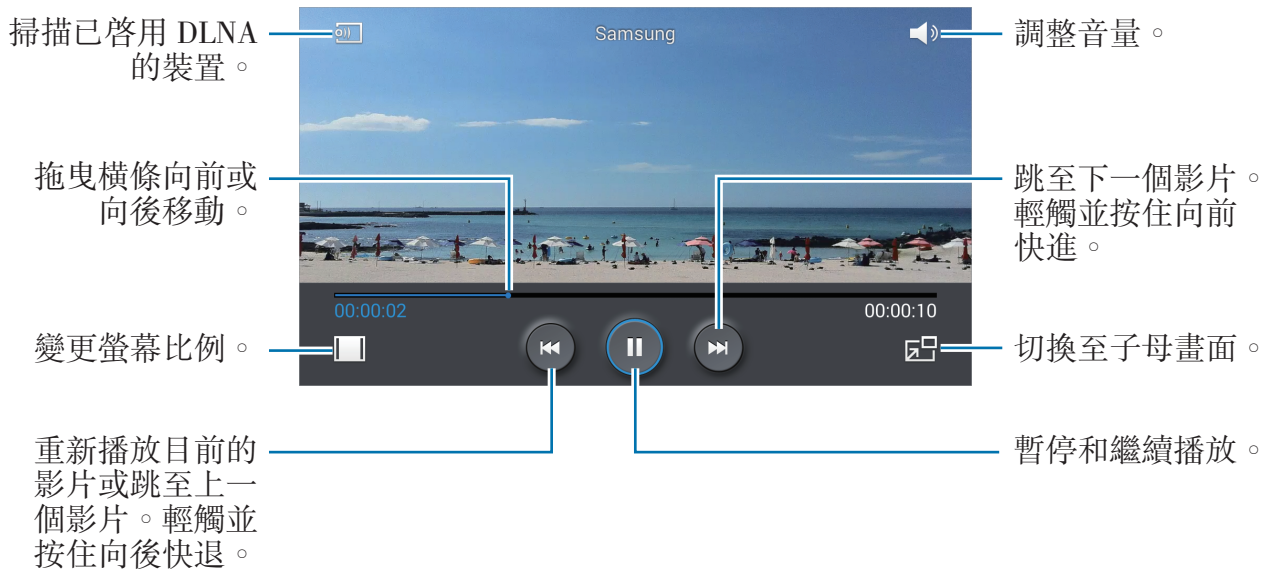 掃描已啓用 DLNA
的裝置。
Samsung
調整音量。
拖曳橫條向前或
向後移動。
跳至下一個影片。
輕觸並按住向前
快進。
00:00:02
00:00:10
變更螢幕比例。
切換至子母畫面。
重新播放目前的
影片或跳至上一
個影片。輕觸並
按住向後快退。
暫停和繼續播放。